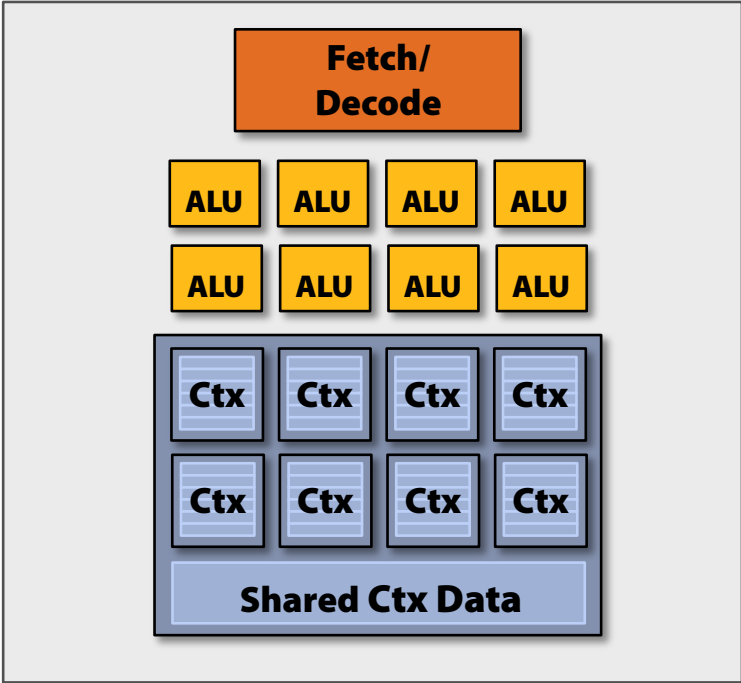 Fetch/
Decode
ALU ALU ALU ALU
ALU ALU ALU ALU
Ctx Ctx Ctx Ctx
Ctx Ctx Ctx Ctx
Shared Ctx Data